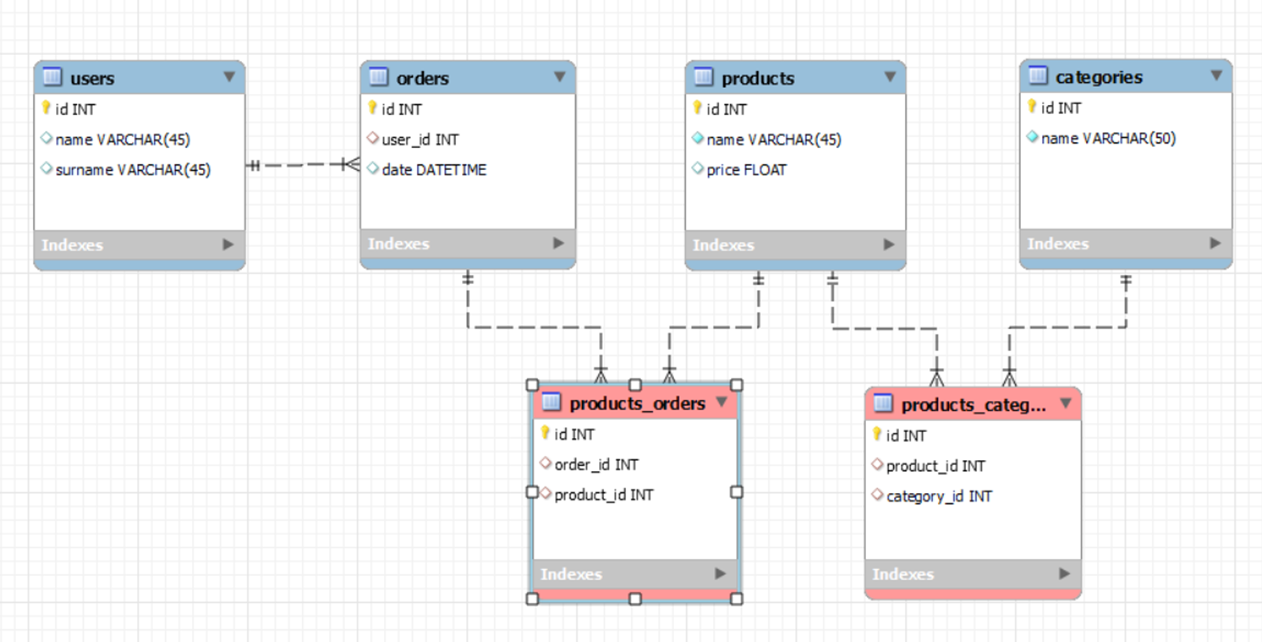 users
id INT
name VARCHAR(45)
surname VARCHAR(45)
Indexes
orders
id INT
user_id INT
date DATETIME
Indexes
products
id INT
name VARCHAR(45)
price FLOAT
Indexes
categories
id INT
name VARCHAR(50)
Indexes
products_orders
id INT
order_id INT
product_id INT
Indexes
products_categ...
id INT
product_id INT
category_id INT
Indexes